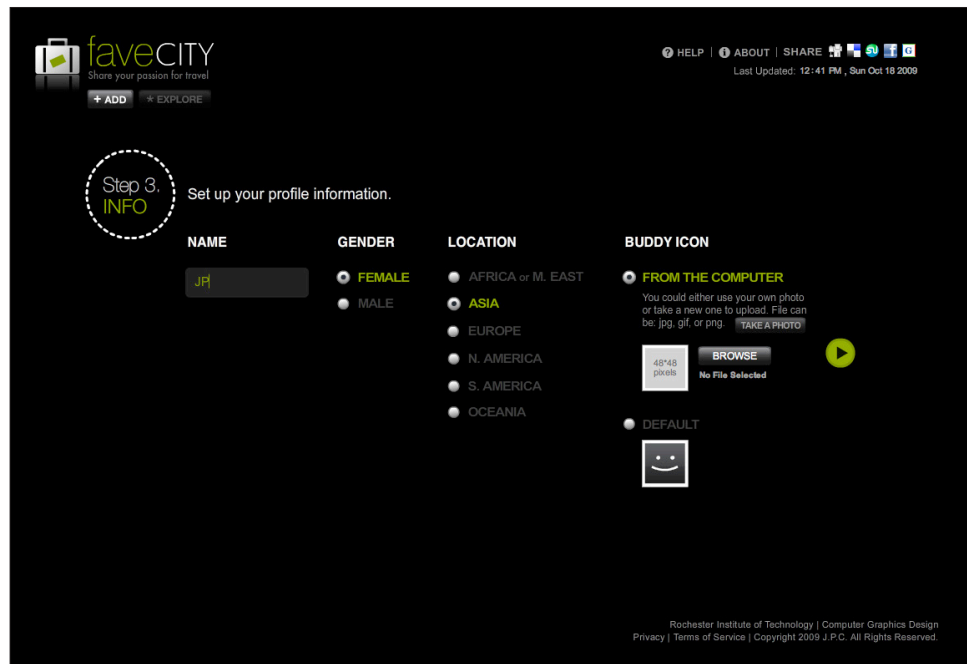 faveCITY
Share your passion for travel
+ ADD
★ EXPLORE
? HELP | i ABOUT | SHARE
Last Updated: 12:41 PM , Sun Oct 18 2009
Step 3.
INFO
Set up your profile information.
NAME
JP
GENDER
FEMALE
MALE
LOCATION
AFRICA or M. EAST
ASIA
EUROPE
N. AMERICA
S. AMERICA
OCEANIA
BUDDY ICON
FROM THE COMPUTER
You could either use your own photo
or take a new one to upload. File can
be: jpg, gif, or png. TAKE A PHOTO
48*48
pixels
BROWSE
No File Selected
DEFAULT
Rochester Institute of Technology | Computer Graphics Design
Privacy | Terms of Service | Copyright 2009 J.P.C. All Rights Reserved.